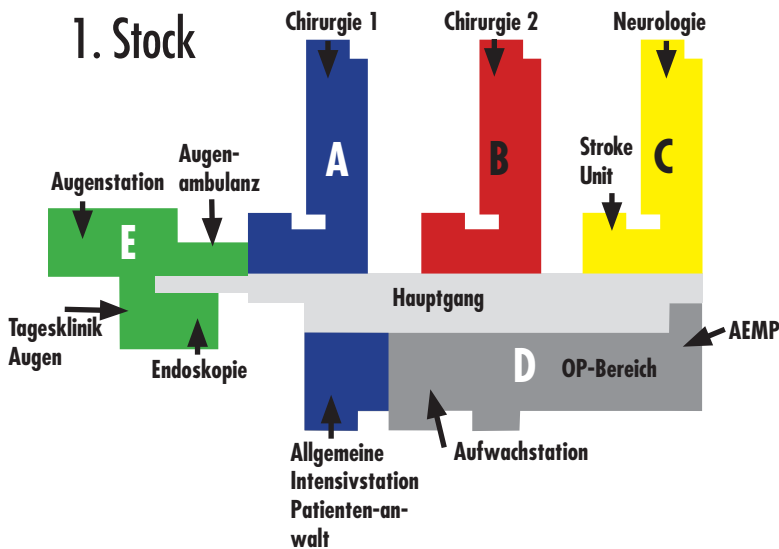 1. Stock
Chirurgie 1
Chirurgie 2
Neurologie
A
B
C
Stroke
Unit
Augen-
ambulanz
Augenstation
E
Hauptgang
Tagesklinik
Augen
Endoskopie
AEMP
D
OP-Bereich
Allgemeine
Intensivstation
Patienten-an-
walt
Aufwachstation